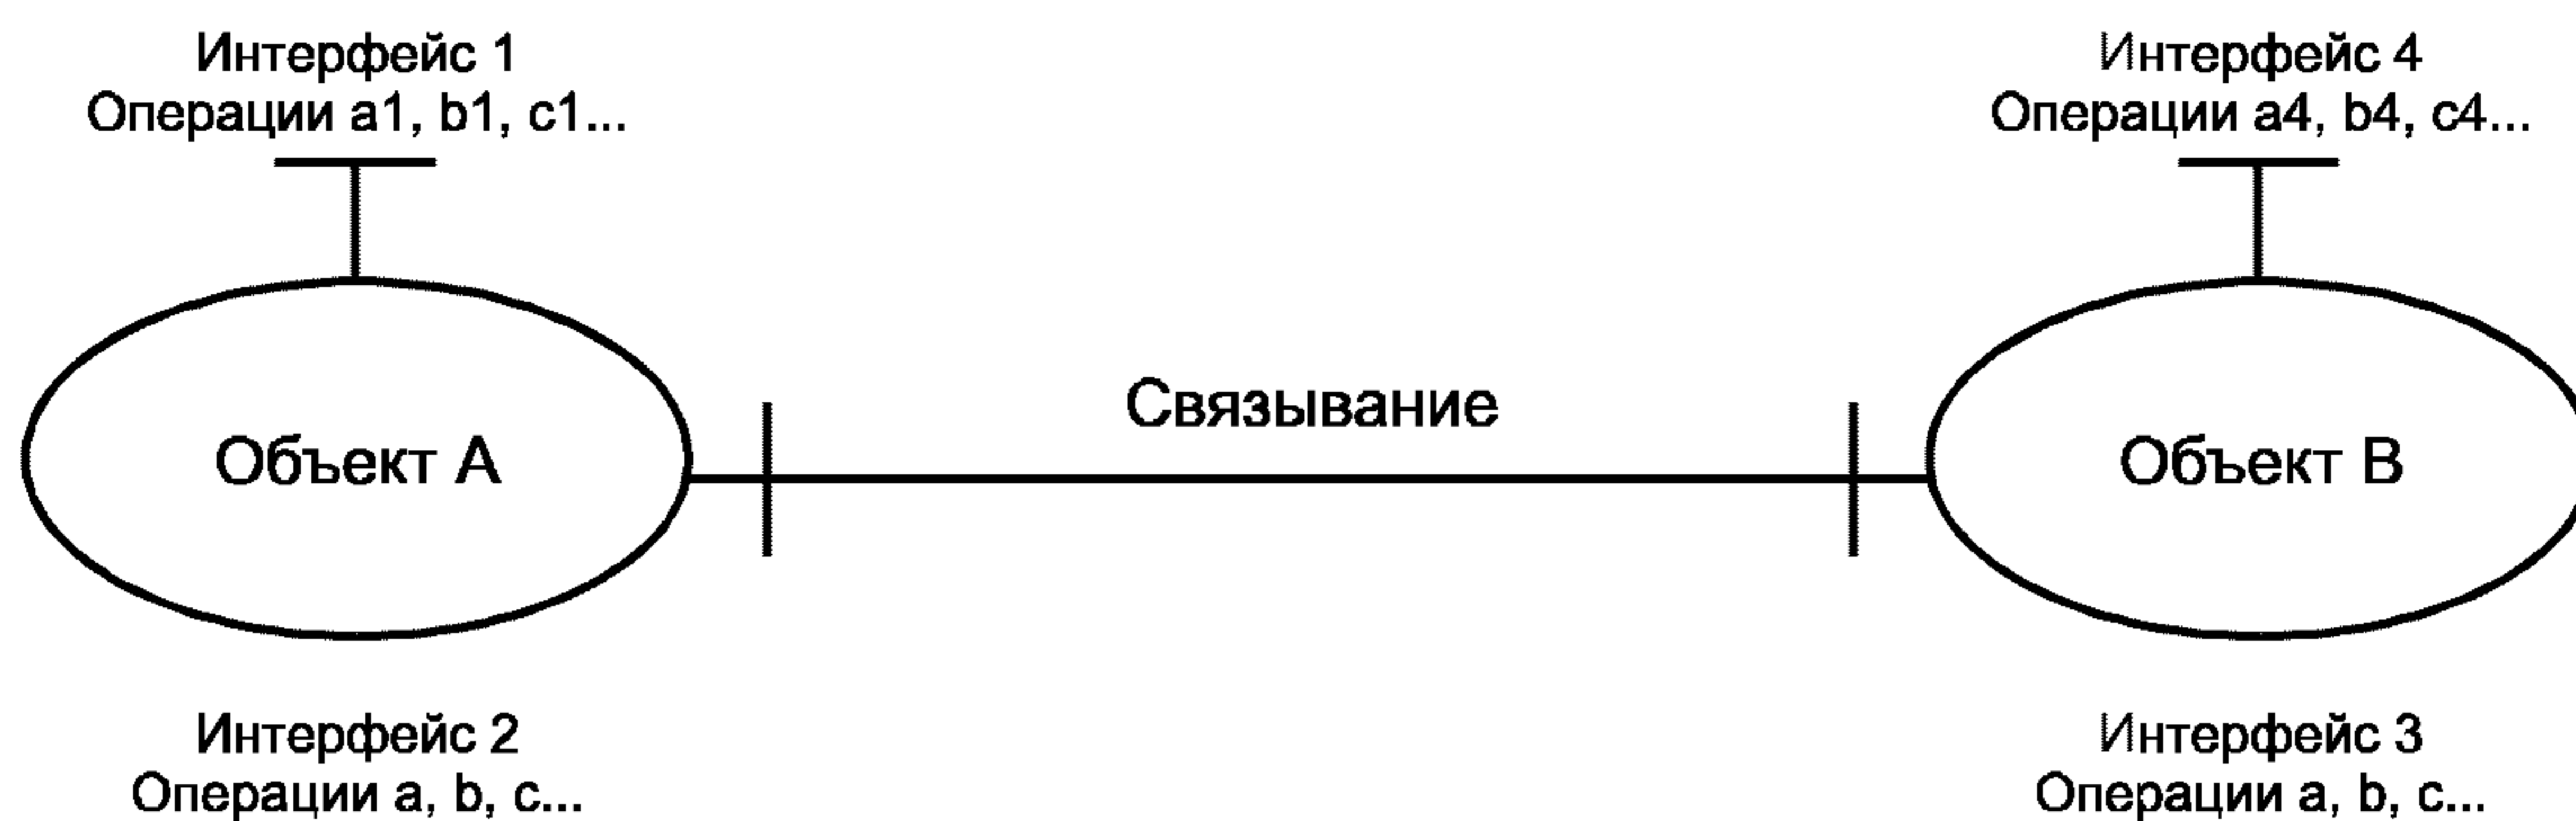 Интерфейс 1
Операции a1, b1, c1...
Интерфейс 4
Операции a4, b4, c4...
Связывание
Объект A
Объект B
Интерфейс 2
Операции a, b, c...
Интерфейс 3
Операции a, b, c...